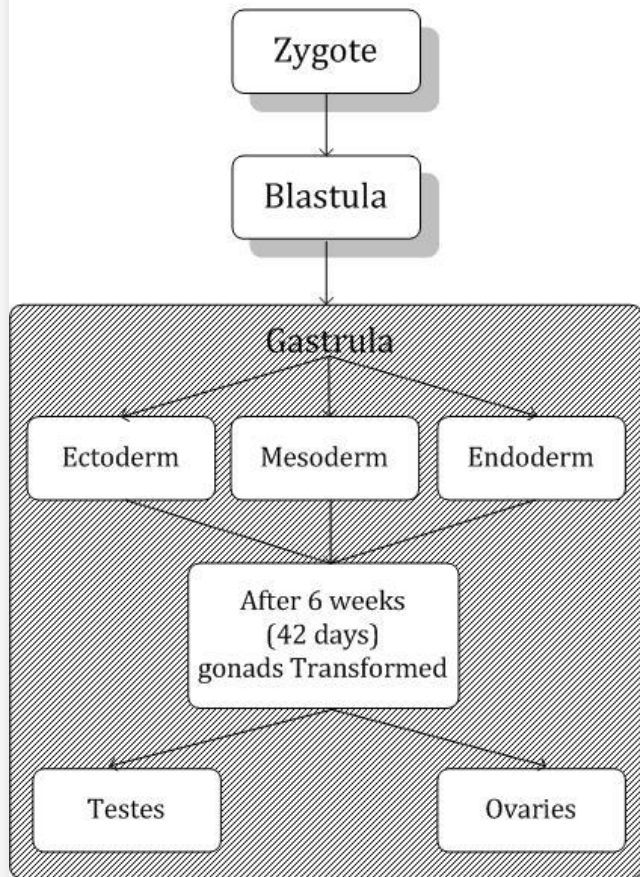 Zygote
Blastula
Gastrula
Ectoderm
Mesoderm
Endoderm
After 6 weeks
(42 days)
gonads Transformed
Testes
Ovaries